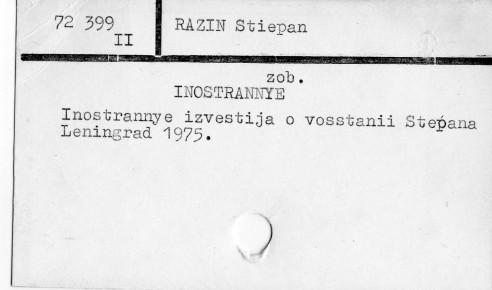 72 399
II
RAZIN Stiepan
zob.
INOSTRANNYE
Inostrannye izvestija o vosstanii Stepana
Leningrad 1975.